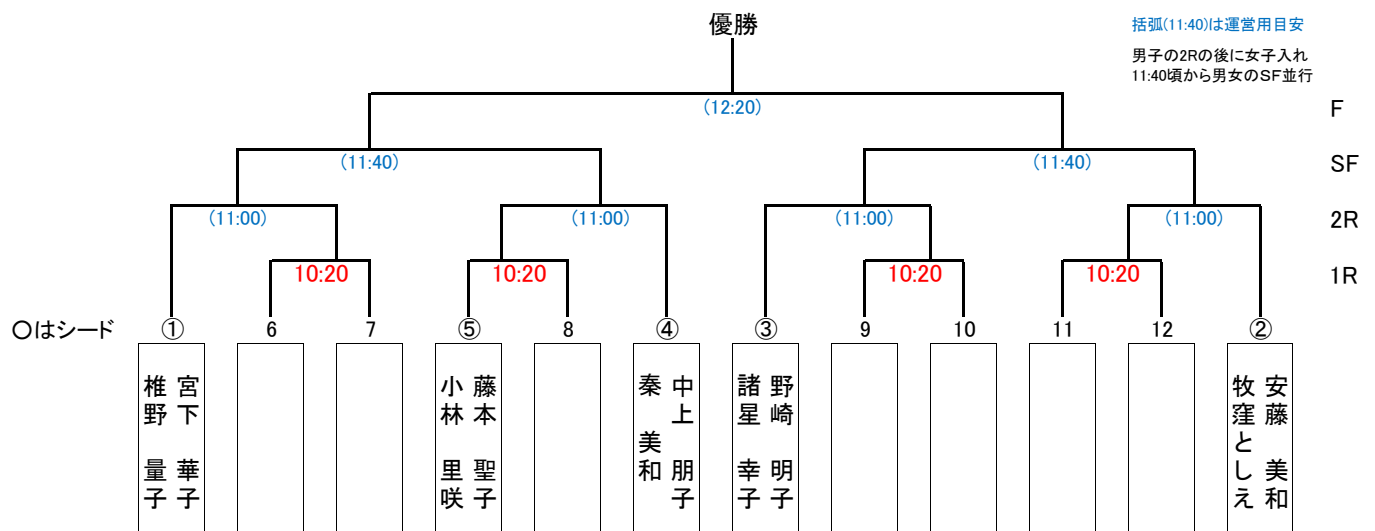 優勝
括弧(11:40)は運営用目安
男子の2Rの後に女子入れ
11:40頃から男女のSF並行
(12:20)
F
(11:40)
(11:40)
SF
(11:00)
(11:00)
(11:00)
(11:00)
2R
10:20
10:20
10:20
10:20
1R
〇はシード
①
6
7
⑤
8
④
③
9
10
11
12
②
宮下 華子
椎野 量子
藤本 聖子
小林 里咲
中上 朋子
秦 美和
野崎 明子
諸星 幸子
安藤 美和
牧窪としえ